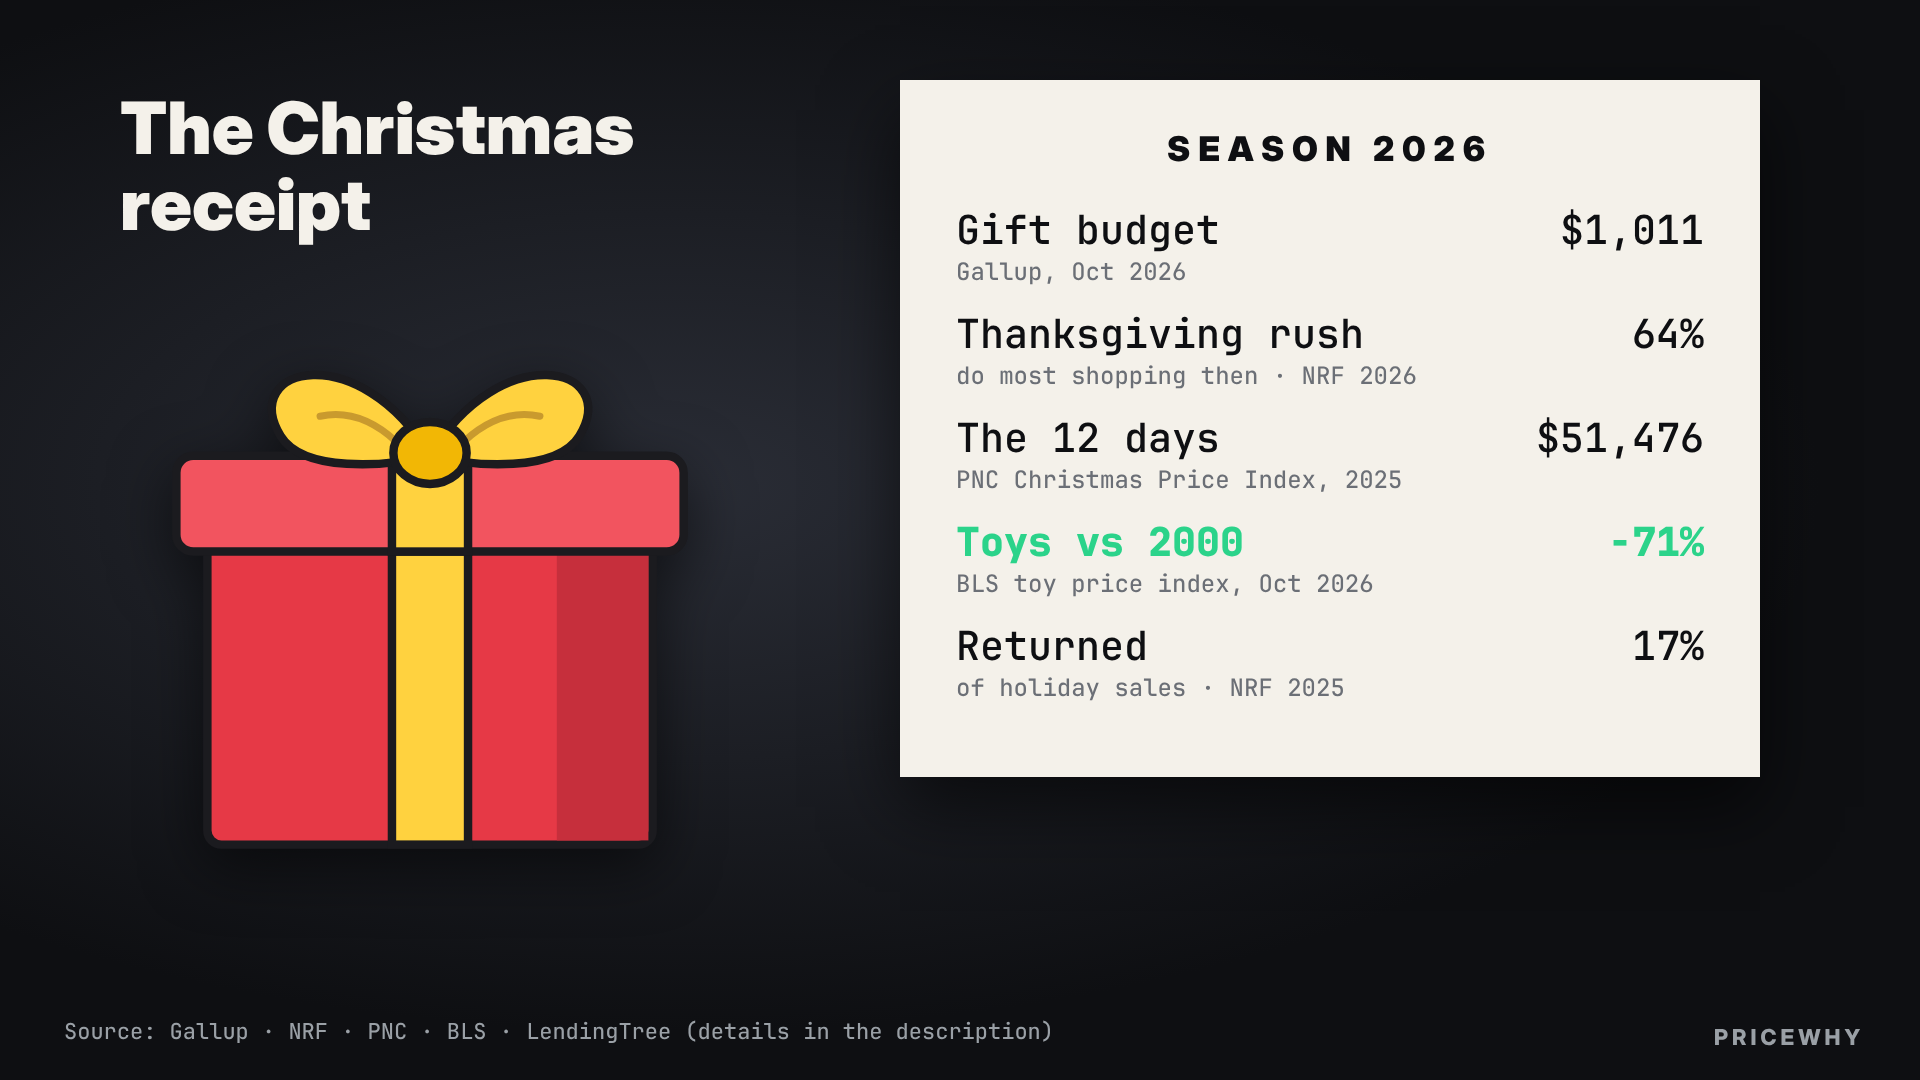 The Christmas
receipt
SEASON 2026
Gift budget $1,011
Gallup, Oct 2026
Thanksgiving rush 64%
do most shopping then · NRF 2026
The 12 days $51,476
PNC Christmas Price Index, 2025
Toys vs 2000 -71%
BLS toy price index, Oct 2026
Returned 17%
of holiday sales · NRF 2025
Source: Gallup · NRF · PNC · BLS · LendingTree (details in the description)
PRICEWHY